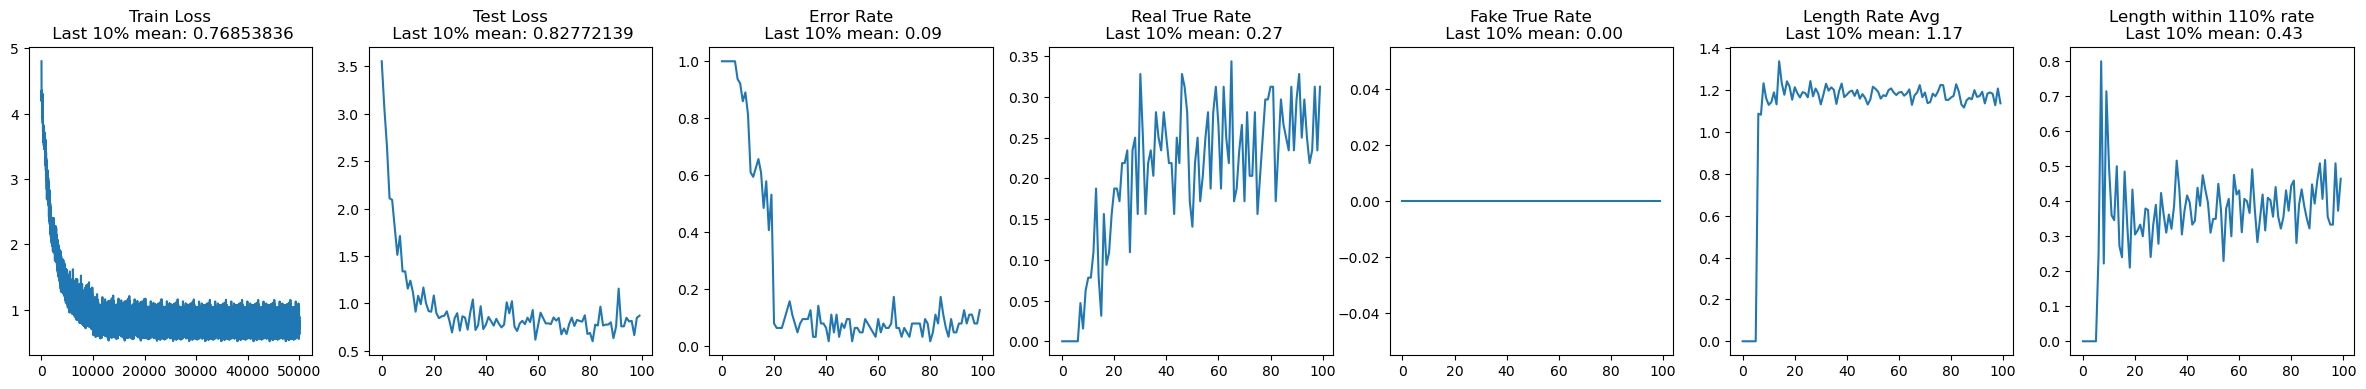 Train Loss
Last 10% mean: 0.76853836
5
4
3
2
1
0 10000 20000 30000 40000 50000
Test Loss
Last 10% mean: 0.82772139
3.5
3.0
2.5
2.0
1.5
1.0
0.5
0 20 40 60 80 100
Error Rate
Last 10% mean: 0.09
1.0
0.8
0.6
0.4
0.2
0.0
0 20 40 60 80 100
Real True Rate
Last 10% mean: 0.27
0.35
0.30
0.25
0.20
0.15
0.10
0.05
0.00
0 20 40 60 80 100
Fake True Rate
Last 10% mean: 0.00
0.04
0.02
0.00
−0.02
−0.04
0 20 40 60 80 100
Length Rate Avg
Last 10% mean: 1.17
1.4
1.2
1.0
0.8
0.6
0.4
0.2
0.0
0 20 40 60 80 100
Length within 110% rate
Last 10% mean: 0.43
0.8
0.7
0.6
0.5
0.4
0.3
0.2
0.1
0.0
0 20 40 60 80 100